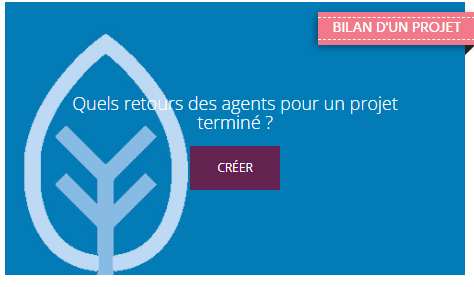 BILAN D'UN PROJET
Quels retours des agents pour un projet
terminé ?
CRÉER